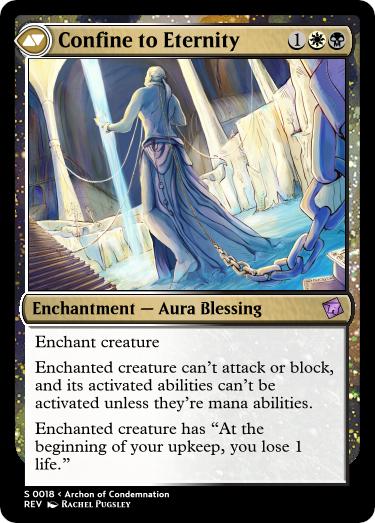 Confine to Eternity 1
Enchantment — Aura Blessing
Enchant creature
Enchanted creature can't attack or block,
and its activated abilities can't be
activated unless they're mana abilities.
Enchanted creature has “At the
beginning of your upkeep, you lose 1
life.”
S 0018 < Archon of Condemnation
REV Rachel Pugsley